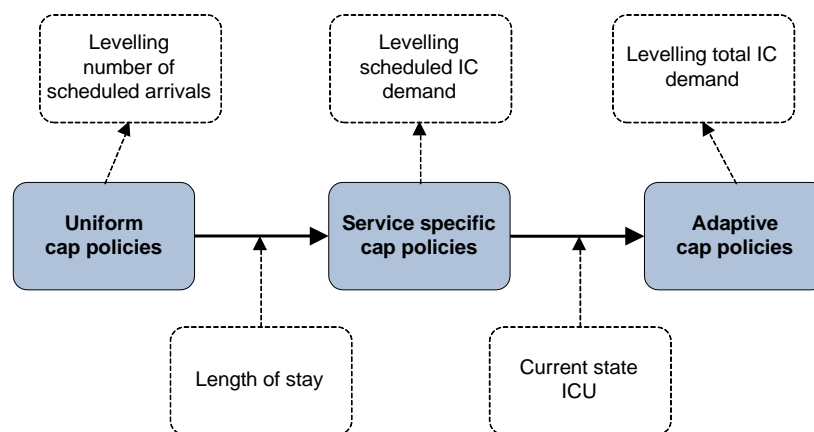 Levelling
number of
scheduled arrivals
Levelling
scheduled IC
demand
Levelling total IC
demand
Uniform
cap policies
Service specific
cap policies
Adaptive
cap policies
Length of stay
Current state
ICU